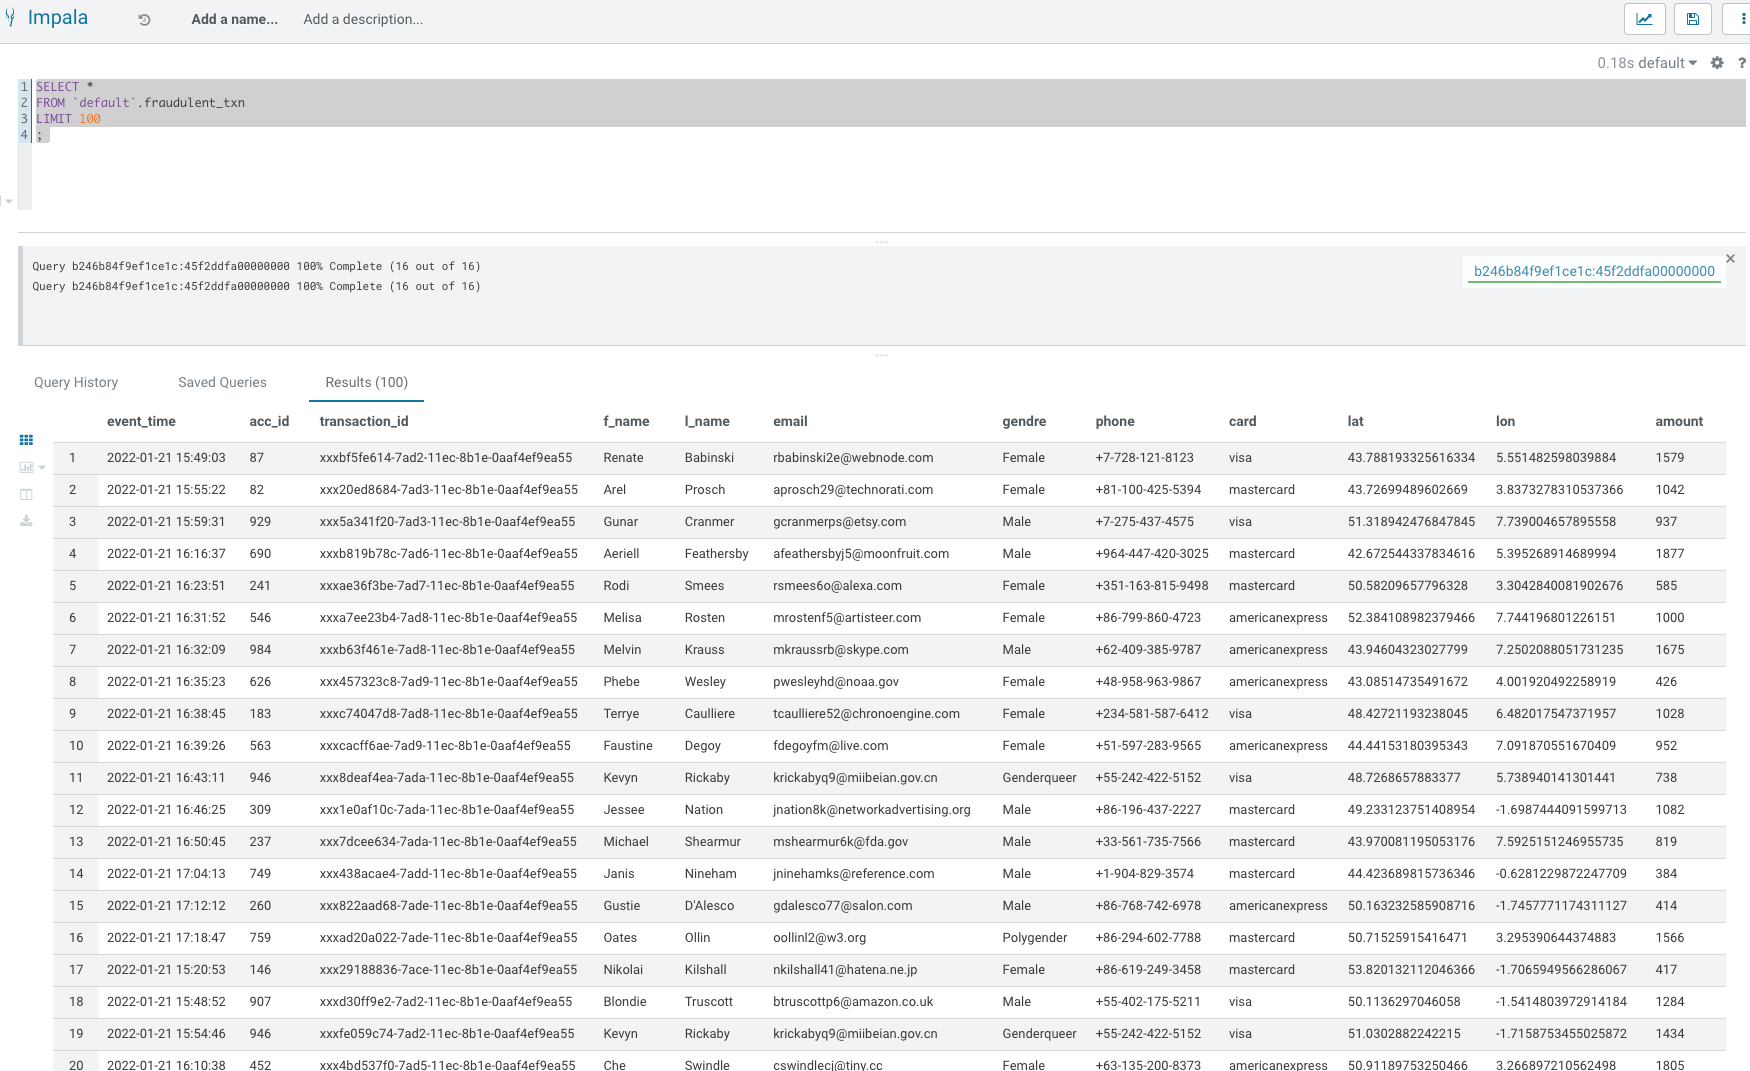 Impala Add a name... Add a description...
0.18s default ?
1 SELECT *
2 FROM `default`.fraudulent_txn
3 LIMIT 100
4 ;
Query b246b84f9ef1ce1c:45f2ddfa00000000 100% Complete (16 out of 16)
Query b246b84f9ef1ce1c:45f2ddfa00000000 100% Complete (16 out of 16)
b246b84f9ef1ce1c:45f2ddfa00000000
Query History Saved Queries Results (100)
event_time acc_id transaction_id f_name l_name email gendre phone card lat lon amount
1 2022-01-21 15:49:03 87 xxxbf5fe614-7ad2-11ec-8b1e-0aaf4ef9ea55 Renate Babinski rbabinski2e@webnode.com Female +7-728-121-8123 visa 43.788193325616334 5.551482598039884 1579
2 2022-01-21 15:55:22 82 xxx20ed8684-7ad3-11ec-8b1e-0aaf4ef9ea55 Arel Prosch aprosch29@technorati.com Female +81-100-425-5394 mastercard 43.72699489602669 3.8373278310537366 1042
3 2022-01-21 15:59:31 929 xxx5a341f20-7ad3-11ec-8b1e-0aaf4ef9ea55 Gunar Cranmer gcranmerps@etsy.com Male +7-275-437-4575 visa 51.318942476847845 7.739004657895558 937
4 2022-01-21 16:16:37 690 xxxb819b78c-7ad6-11ec-8b1e-0aaf4ef9ea55 Aeriell Feathersby afeathersbyj5@moonfruit.com Male +964-447-420-3025 mastercard 42.672544337834616 5.395268914689994 1877
5 2022-01-21 16:23:51 241 xxxae36f3be-7ad7-11ec-8b1e-0aaf4ef9ea55 Rodi Smees rsmees6o@alexa.com Female +351-163-815-9498 mastercard 50.58209657796328 3.3042840081902676 585
6 2022-01-21 16:31:52 546 xxxa7ee23b4-7ad8-11ec-8b1e-0aaf4ef9ea55 Melisa Rosten mrostenf5@artisteer.com Female +86-799-860-4723 americanexpress 52.384108982379466 7.744196801226151 1000
7 2022-01-21 16:32:09 984 xxxb63f461e-7ad8-11ec-8b1e-0aaf4ef9ea55 Melvin Krauss mkraussrb@skype.com Male +62-409-385-9787 americanexpress 43.94604323027799 7.2502088051731235 1675
8 2022-01-21 16:35:23 626 xxx457323c8-7ad9-11ec-8b1e-0aaf4ef9ea55 Phebe Wesley pwesleyhd@noaa.gov Female +48-958-963-9867 americanexpress 43.08514735491672 4.001920492258919 426
9 2022-01-21 16:38:45 183 xxxc74047d8-7ad8-11ec-8b1e-0aaf4ef9ea55 Terrye Caulliere tcaulliere52@chronoengine.com Female +234-581-587-6412 visa 48.42721193238045 6.482017547371957 1028
10 2022-01-21 16:39:26 563 xxxcacff6ae-7ad9-11ec-8b1e-0aaf4ef9ea55 Faustine Degoy fdegoyfm@live.com Female +51-597-283-9565 americanexpress 44.44153180395343 7.091870551670409 952
11 2022-01-21 16:43:11 946 xxx8deaf4ea-7ada-11ec-8b1e-0aaf4ef9ea55 Kevyn Rickaby krickabyq9@miibeian.gov.cn Genderqueer +55-242-422-5152 visa 48.7268657883377 5.738940141301441 738
12 2022-01-21 16:46:25 309 xxx1e0af10c-7ada-11ec-8b1e-0aaf4ef9ea55 Jessee Nation jnation8k@networkadvertising.org Male +86-196-437-2227 mastercard 49.233123751408954 -1.6987444091599713 1082
13 2022-01-21 16:50:45 237 xxx7dcee634-7ada-11ec-8b1e-0aaf4ef9ea55 Michael Shearmur mshearmur6k@fda.gov Male +33-561-735-7566 mastercard 43.970081195053176 7.5925151246955735 819
14 2022-01-21 17:04:13 749 xxx438acae4-7add-11ec-8b1e-0aaf4ef9ea55 Janis Nineham jninehamks@reference.com Male +1-904-829-3574 mastercard 44.423689815736346 -0.6281229872247709 384
15 2022-01-21 17:12:12 260 xxx822aad68-7ade-11ec-8b1e-0aaf4ef9ea55 Gustie D'Alesco gdalesco77@salon.com Male +86-768-742-6978 americanexpress 50.163232585908716 -1.7457771174311127 414
16 2022-01-21 17:18:47 759 xxxad20a022-7ade-11ec-8b1e-0aaf4ef9ea55 Oates Ollin oollinl2@w3.org Polygender +86-294-602-7788 mastercard 50.71525915416471 3.295390644374883 1566
17 2022-01-21 15:20:53 146 xxx29188836-7ace-11ec-8b1e-0aaf4ef9ea55 Nikolai Kilshall nkilshall41@hatena.ne.jp Female +86-619-249-3458 mastercard 53.820132112046366 -1.7065949566286067 417
18 2022-01-21 15:48:52 907 xxxd30ff9e2-7ad2-11ec-8b1e-0aaf4ef9ea55 Blondie Truscott btruscottp6@amazon.co.uk Male +55-402-175-5211 visa 50.1136297046058 -1.5414803972914184 1284
19 2022-01-21 15:54:46 946 xxxfe059c74-7ad2-11ec-8b1e-0aaf4ef9ea55 Kevyn Rickaby krickabyq9@miibeian.gov.cn Genderqueer +55-242-422-5152 visa 51.0302882242215 -1.7158753455025872 1434
20 2022-01-21 16:10:38 452 xxx4bd537f0-7ad5-11ec-8b1e-0aaf4ef9ea55 Che Swindle cswindlecj@tiny.cc Female +63-135-200-8373 americanexpress 50.91189753250466 3.266897210562498 1805